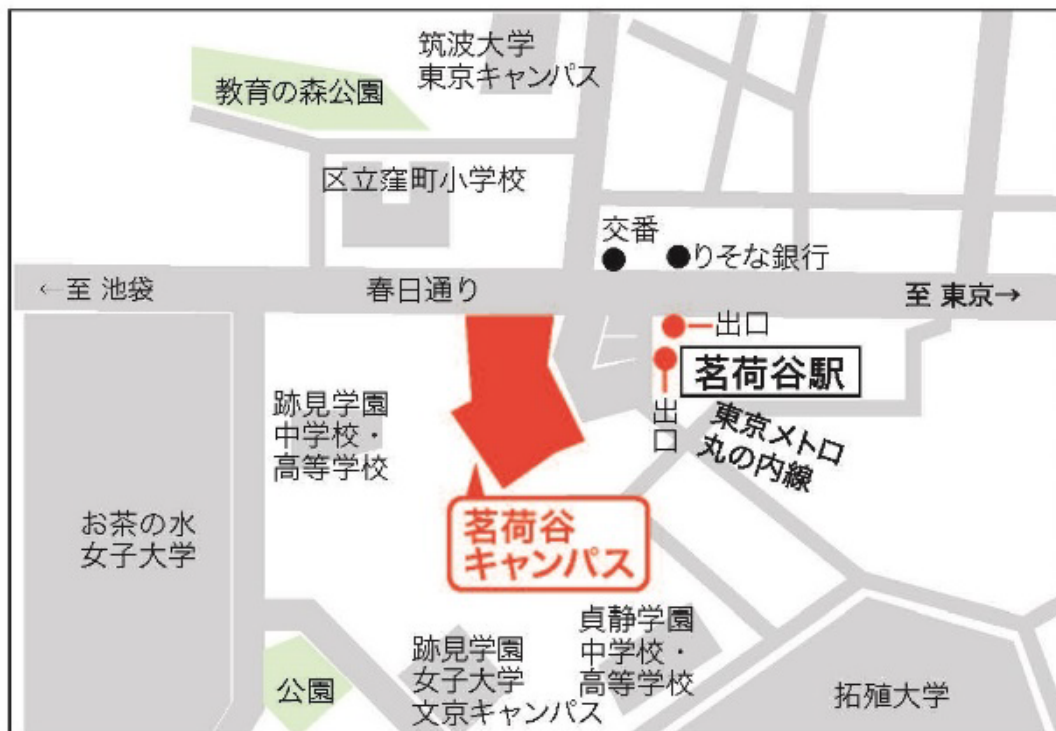 筑波大学
東京キャンパス
教育の森公園
区立窪町小学校
交番
りそな銀行
←至 池袋
春日通り
至 東京→
出口
茗荷谷駅
出口
東京メトロ
丸の内線
跡見学園
中学校・
高等学校
茗荷谷
キャンパス
お茶の水
女子大学
貞静学園
中学校・
高等学校
跡見学園
女子大学
文京キャンパス
公園
拓殖大学